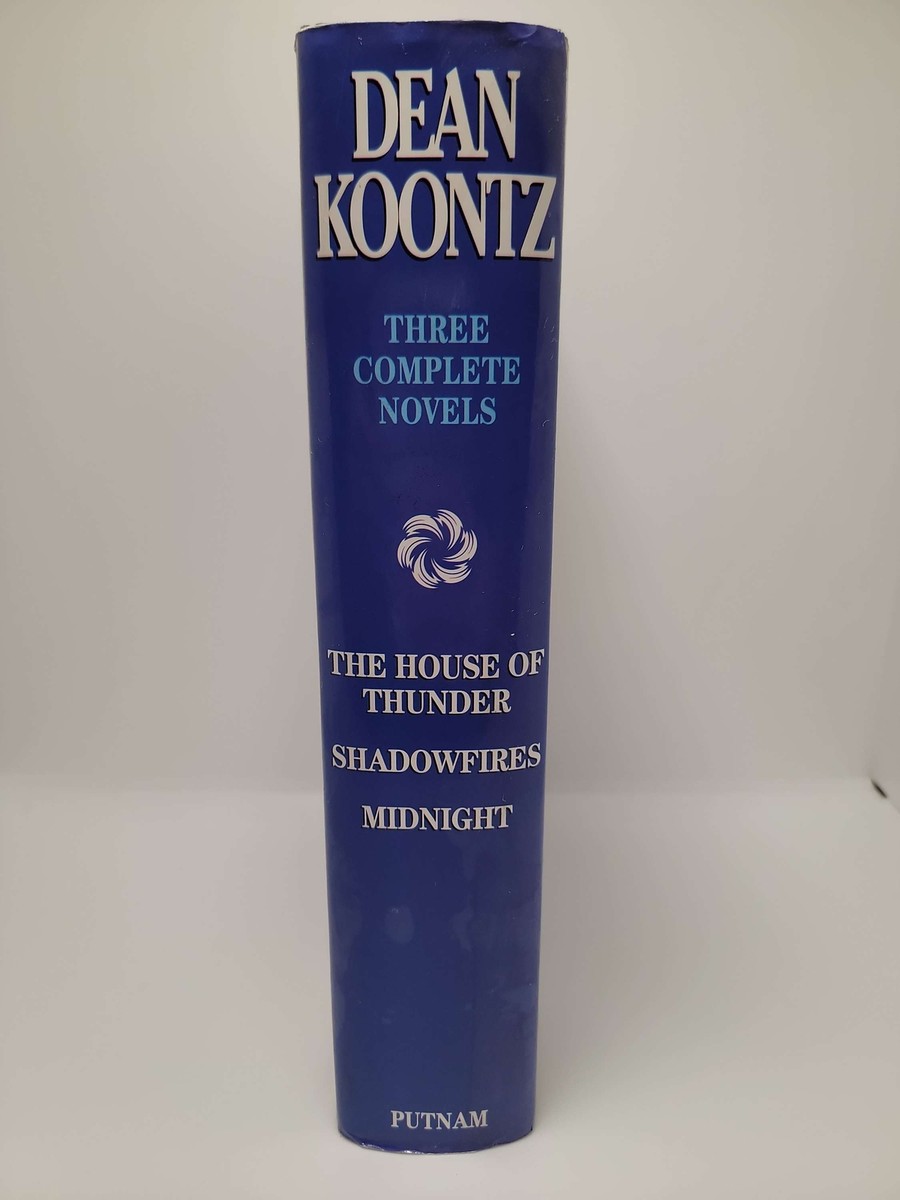 DEAN
KOONTZ
THREE
COMPLETE
NOVELS
THE HOUSE OF
THUNDER
SHADOWFIRES
MIDNIGHT
PUTNAM